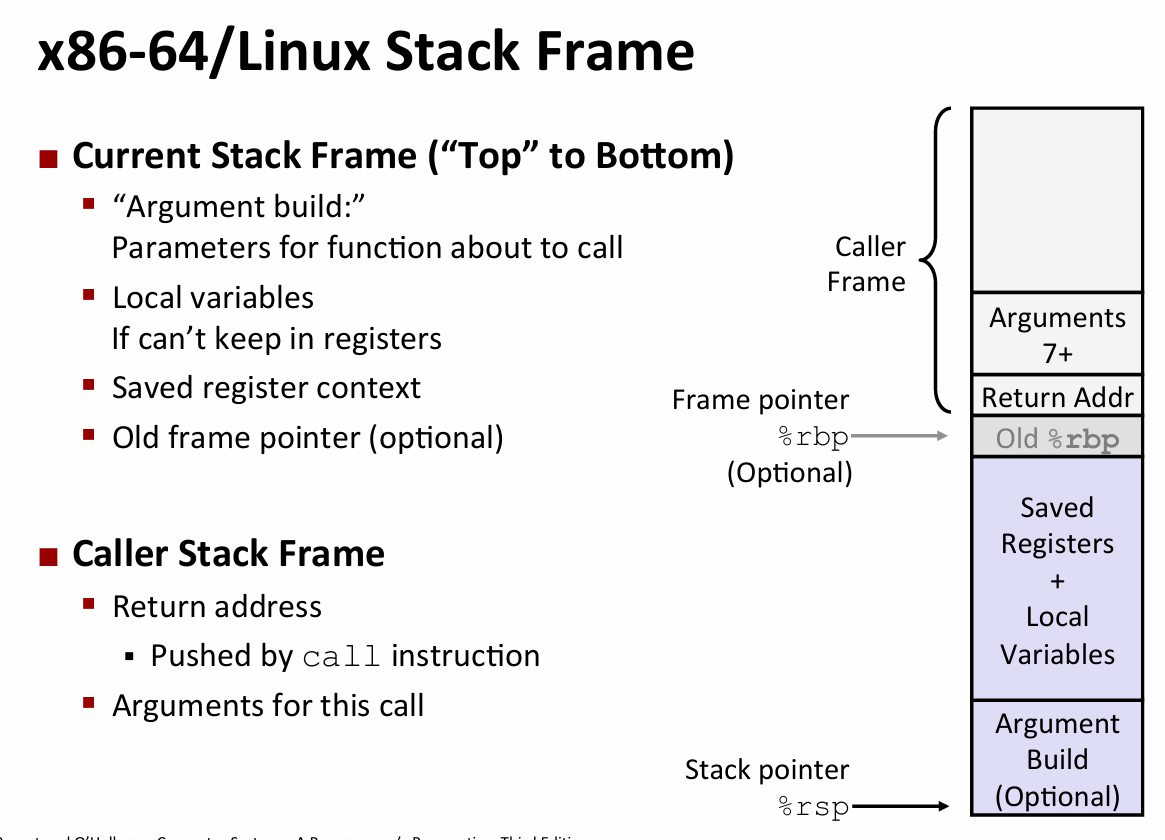 x86-64/Linux Stack Frame
Current Stack Frame (“Top” to Bottom)
“Argument build:”
Parameters for function about to call
Local variables
If can’t keep in registers
Saved register context
Old frame pointer (optional)
Caller Stack Frame
Return address
Pushed by call instruction
Arguments for this call
Caller
Frame
Frame pointer
%rbp
(Optional)
Stack pointer
%rsp
Arguments
7+
Return Addr
Old %rbp
Saved
Registers
+
Local
Variables
Argument
Build
(Optional)